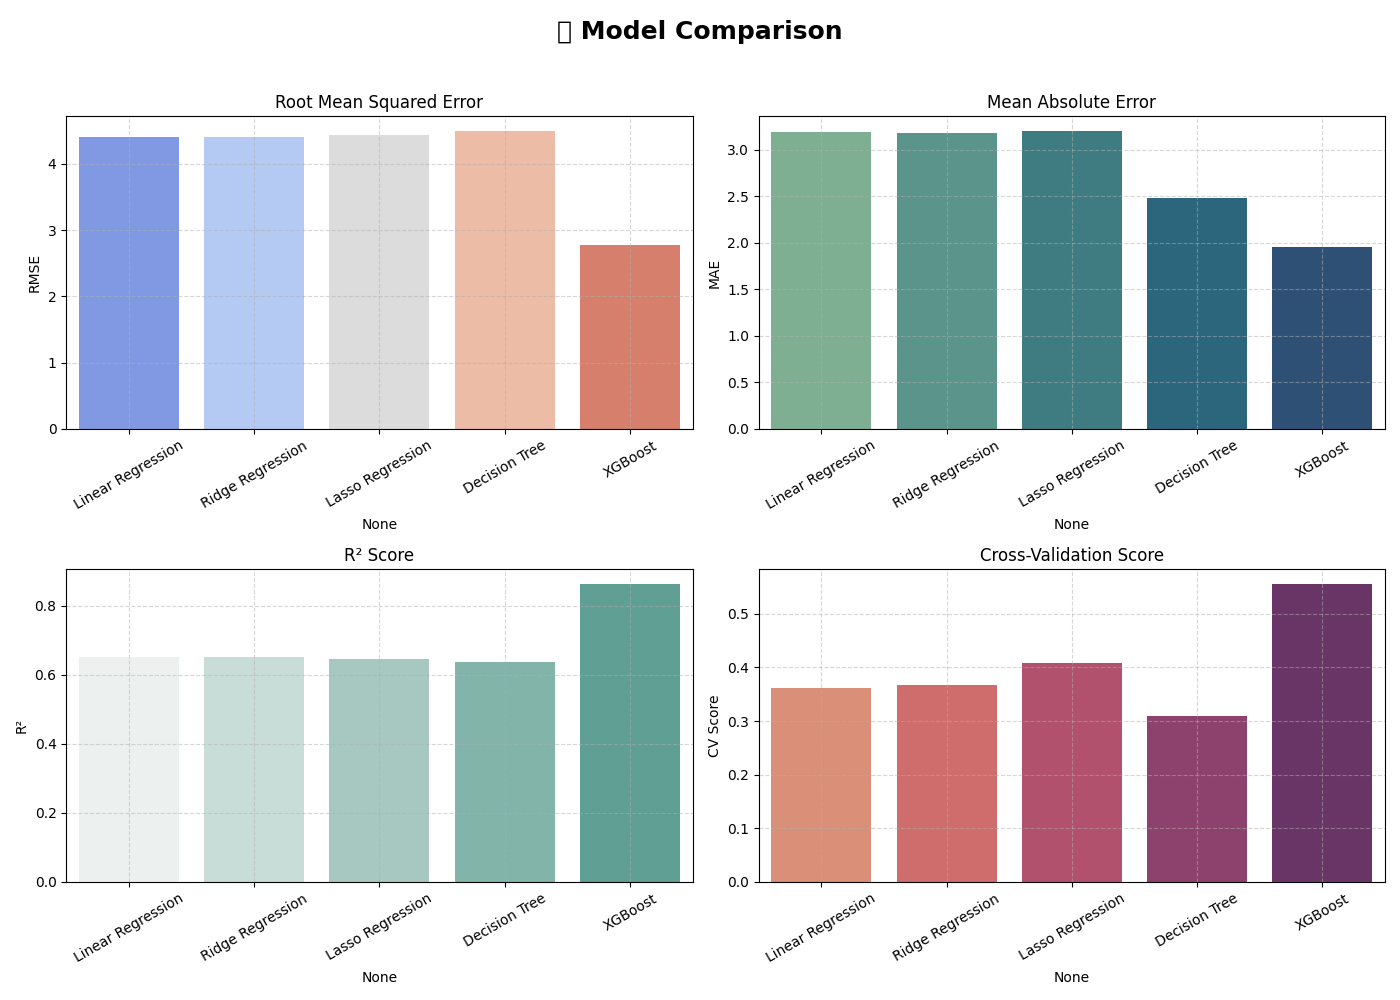 Model Comparison
Root Mean Squared Error
RMSE
4
3
2
1
0
Linear Regression
Ridge Regression
Lasso Regression
Decision Tree
XGBoost
None
Mean Absolute Error
MAE
3.0
2.5
2.0
1.5
1.0
0.5
0.0
Linear Regression
Ridge Regression
Lasso Regression
Decision Tree
XGBoost
None
R² Score
R²
0.8
0.6
0.4
0.2
0.0
Linear Regression
Ridge Regression
Lasso Regression
Decision Tree
XGBoost
None
Cross-Validation Score
CV Score
0.5
0.4
0.3
0.2
0.1
0.0
Linear Regression
Ridge Regression
Lasso Regression
Decision Tree
XGBoost
None